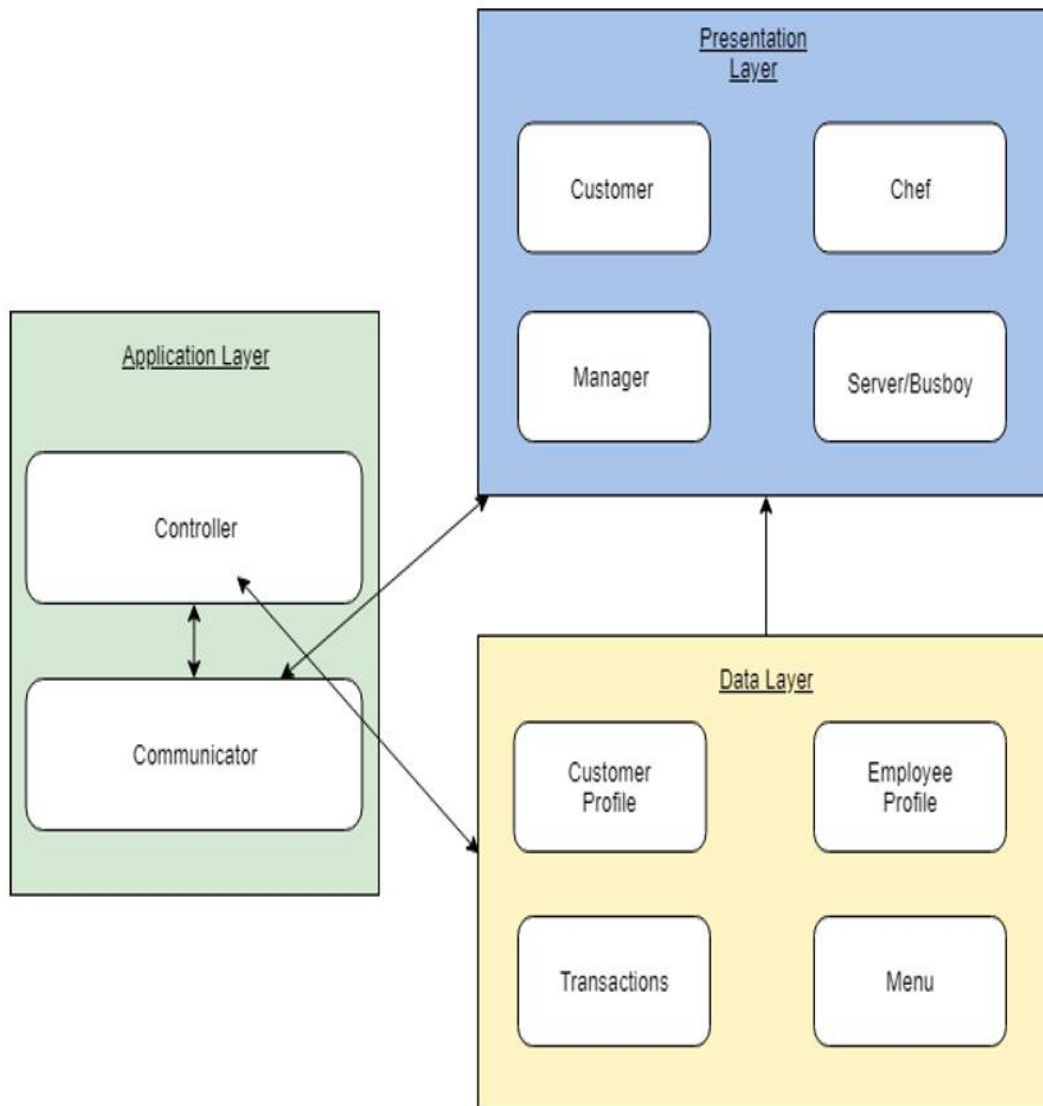 Presentation
Layer
Customer
Chef
Manager
Server/Busboy
Application Layer
Controller
Communicator
Data Layer
Customer
Profile
Employee
Profile
Transactions
Menu